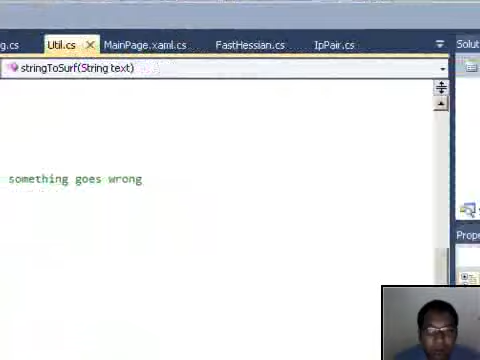 g.cs Util.cs MainPage.xaml.cs FastHessian.cs IpPair.cs Solut
stringToSurf(String text)
something goes wrong
Prope